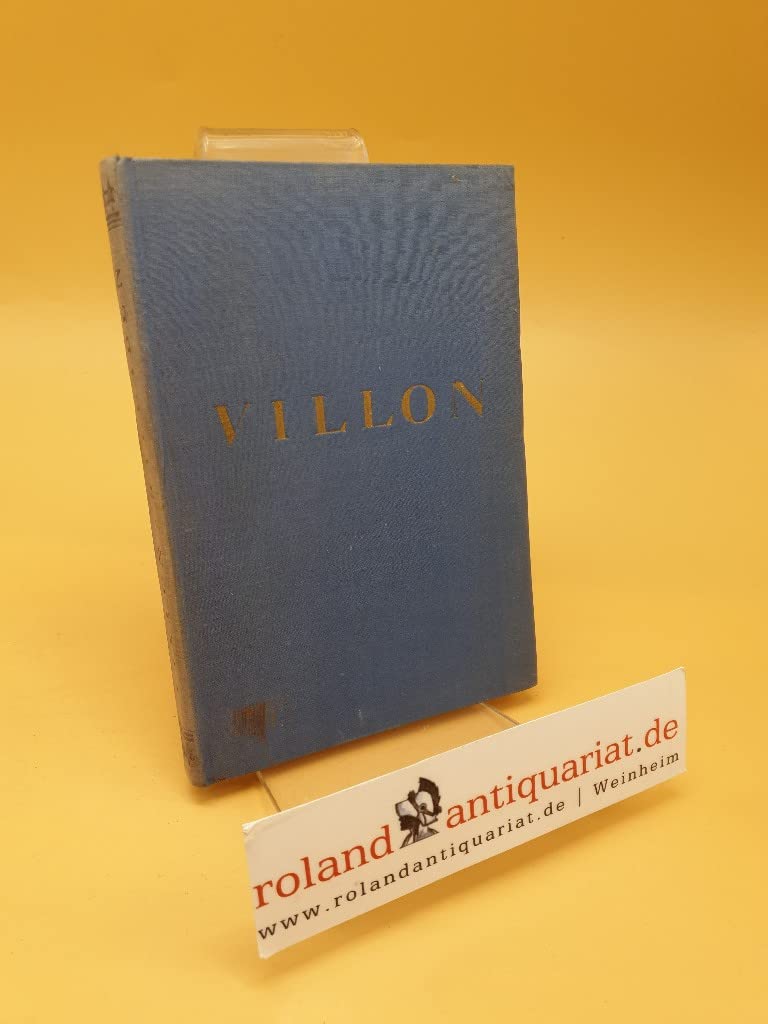 VILLON
roland antiquariat.de
www.rolandantiquariat.de | Weinheim